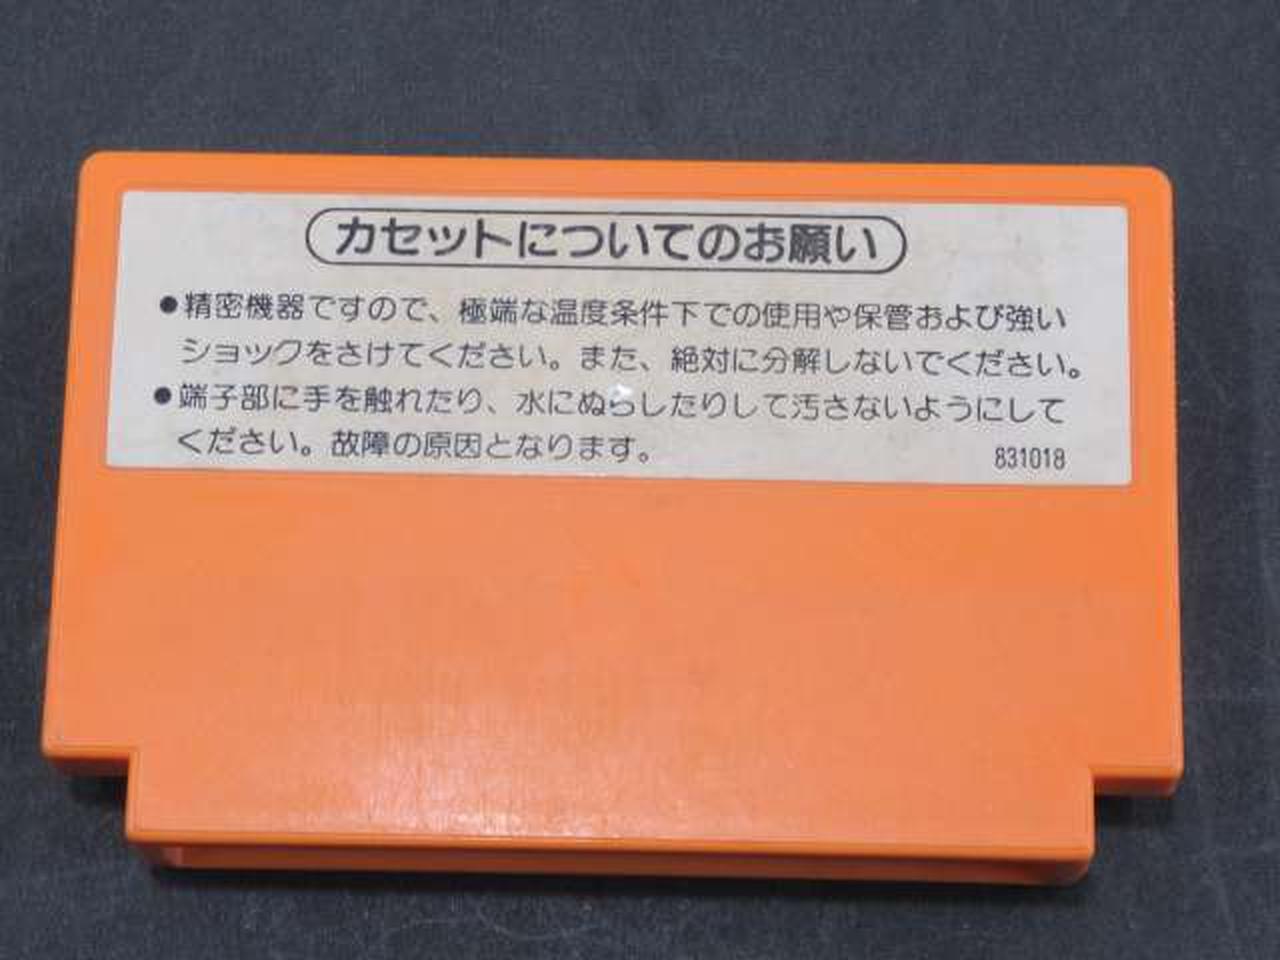 カセットについてのお願い
●精密機器ですので、極端な温度条件下での使用や保管および強い
ショックをさけてください。また、絶対に分解しないでください。
●端子部に手を触れたり、水にぬらしたりして汚さないようにして
ください。故障の原因となります。
831018